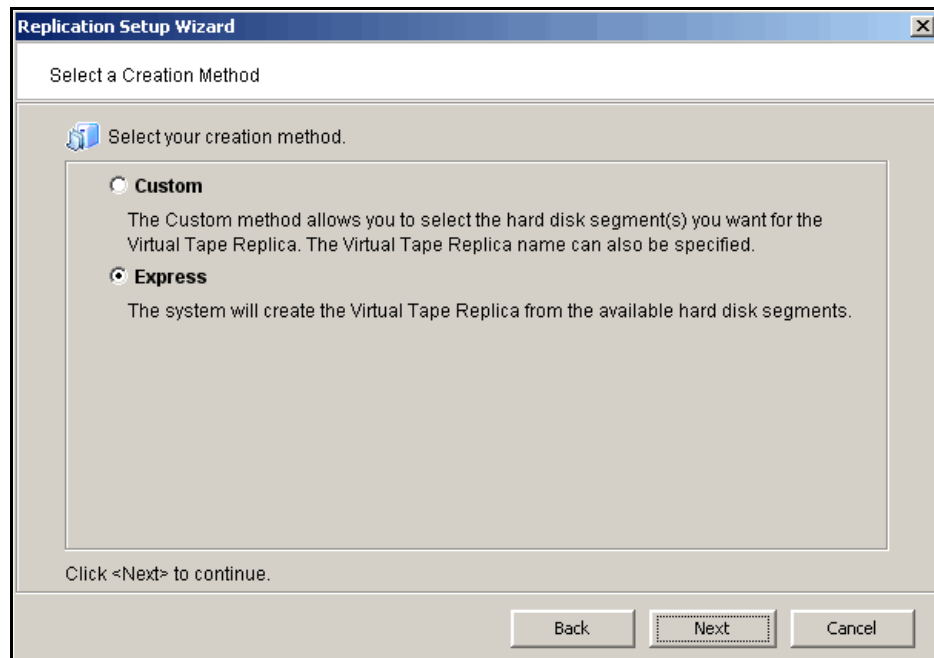 Replication Setup Wizard
Select a Creation Method
Select your creation method.
Custom
The Custom method allows you to select the hard disk segment(s) you want for the
Virtual Tape Replica. The Virtual Tape Replica name can also be specified.
Express
The system will create the Virtual Tape Replica from the available hard disk segments.
Click <Next> to continue.
Back
Next
Cancel